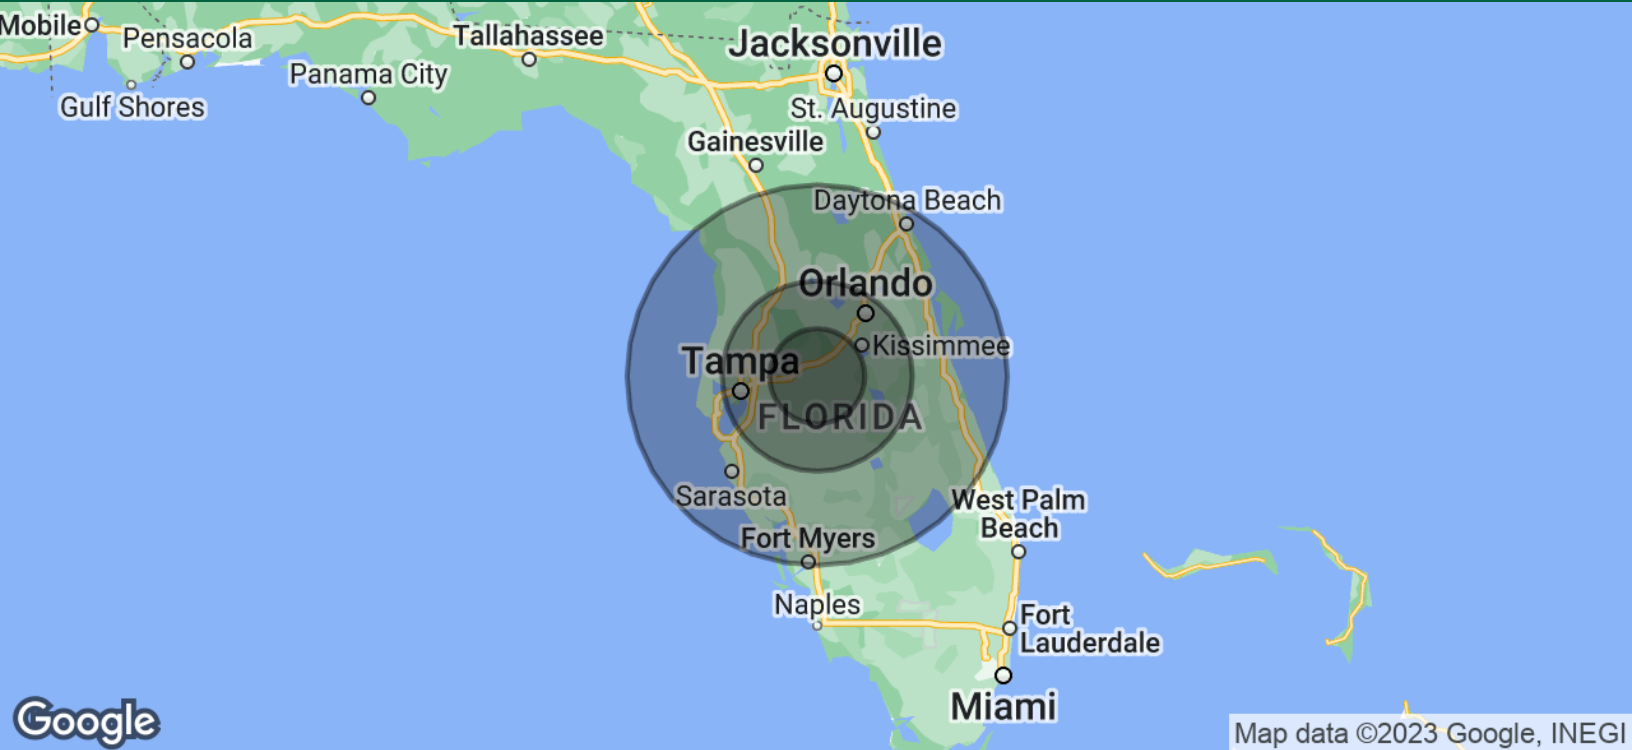 Mobile
Pensacola
Tallahassee
Jacksonville
Panama City
Gulf Shores
St. Augustine
Gainesville
Daytona Beach
Orlando
Kissimmee
Tampa
FLORIDA
Sarasota
West Palm
Beach
Fort Myers
Naples
Fort
Lauderdale
Miami
Google
Map data ©2023 Google, INEGI